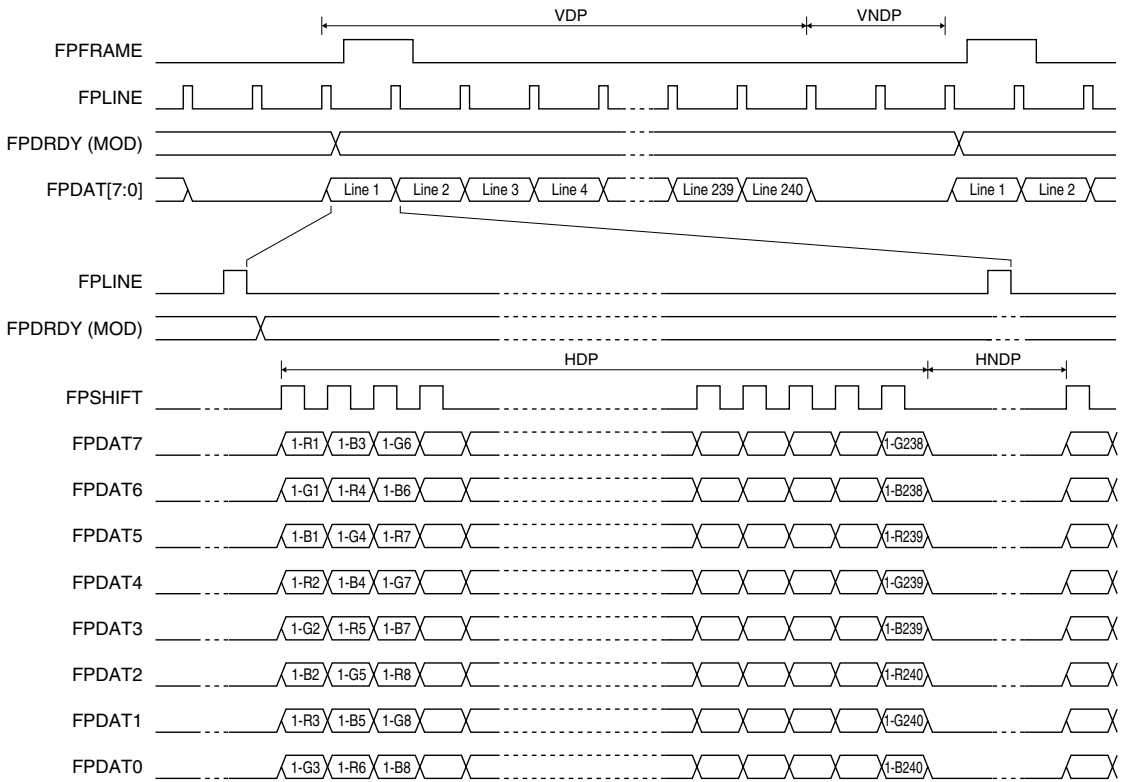 VDP VNDP
FPFRAME
FPLINE
FPDRDY (MOD)
FPDAT[7:0] Line 1 Line 2 Line 3 Line 4 Line 239 Line 240 Line 1 Line 2
FPLINE
FPDRDY (MOD)
HDP HNDP
FPSHIFT
FPDAT7 1-R1 1-B3 1-G6 1-G238
FPDAT6 1-G1 1-R4 1-B6 1-B238
FPDAT5 1-B1 1-G4 1-R7 1-R239
FPDAT4 1-R2 1-B4 1-G7 1-G239
FPDAT3 1-G2 1-R5 1-B7 1-B239
FPDAT2 1-B2 1-G5 1-R8 1-R240
FPDAT1 1-R3 1-B5 1-G8 1-G240
FPDAT0 1-G3 1-R6 1-B8 1-B240